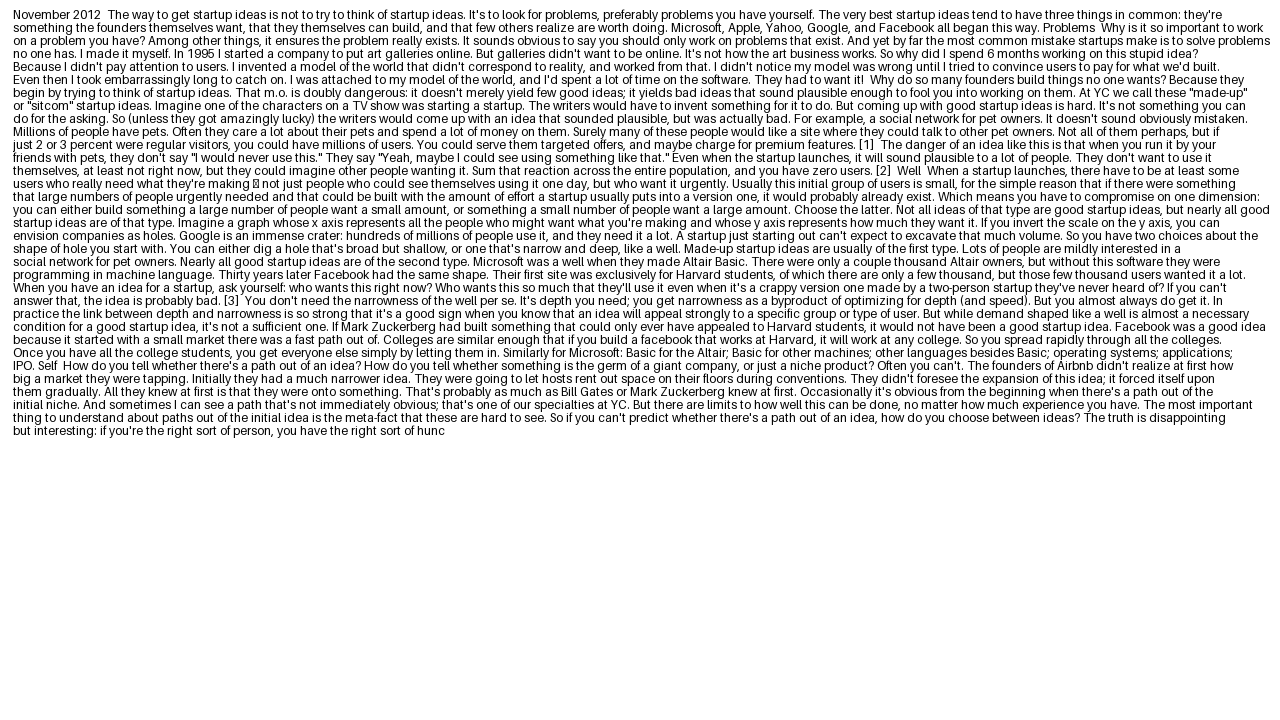 November 2012  The way to get startup ideas is not to try to think of startup ideas. It's to look for problems, preferably problems you have yourself. The very best startup ideas tend to have three things in common: they're
something the founders themselves want, that they themselves can build, and that few others realize are worth doing. Microsoft, Apple, Yahoo, Google, and Facebook all began this way. Problems  Why is it so important to work
on a problem you have? Among other things, it ensures the problem really exists. It sounds obvious to say you should only work on problems that exist. And yet by far the most common mistake startups make is to solve problems
no one has. I made it myself. In 1995 I started a company to put art galleries online. But galleries didn't want to be online. It's not how the art business works. So why did I spend 6 months working on this stupid idea?
Because I didn't pay attention to users. I invented a model of the world that didn't correspond to reality, and worked from that. I didn't notice my model was wrong until I tried to convince users to pay for what we'd built.
Even then I took embarrassingly long to catch on. I was attached to my model of the world, and I'd spent a lot of time on the software. They had to want it!  Why do so many founders build things no one wants? Because they
begin by trying to think of startup ideas. That m.o. is doubly dangerous: it doesn't merely yield few good ideas; it yields bad ideas that sound plausible enough to fool you into working on them. At YC we call these "made-up"
or "sitcom" startup ideas. Imagine one of the characters on a TV show was starting a startup. The writers would have to invent something for it to do. But coming up with good startup ideas is hard. It's not something you can
do for the asking. So (unless they got amazingly lucky) the writers would come up with an idea that sounded plausible, but was actually bad. For example, a social network for pet owners. It doesn't sound obviously mistaken.
Millions of people have pets. Often they care a lot about their pets and spend a lot of money on them. Surely many of these people would like a site where they could talk to other pet owners. Not all of them perhaps, but if
just 2 or 3 percent were regular visitors, you could have millions of users. You could serve them targeted offers, and maybe charge for premium features. [1]  The danger of an idea like this is that when you run it by your
friends with pets, they don't say "I would never use this." They say "Yeah, maybe I could see using something like that." Even when the startup launches, it will sound plausible to a lot of people. They don't want to use it
themselves, at least not right now, but they could imagine other people wanting it. Sum that reaction across the entire population, and you have zero users. [2]  Well  When a startup launches, there have to be at least some
users who really need what they're making not just people who could see themselves using it one day, but who want it urgently. Usually this initial group of users is small, for the simple reason that if there were something
that large numbers of people urgently needed and that could be built with the amount of effort a startup usually puts into a version one, it would probably already exist. Which means you have to compromise on one dimension:
you can either build something a large number of people want a small amount, or something a small number of people want a large amount. Choose the latter. Not all ideas of that type are good startup ideas, but nearly all good
startup ideas are of that type. Imagine a graph whose x axis represents all the people who might want what you're making and whose y axis represents how much they want it. If you invert the scale on the y axis, you can
envision companies as holes. Google is an immense crater: hundreds of millions of people use it, and they need it a lot. A startup just starting out can't expect to excavate that much volume. So you have two choices about the
shape of hole you start with. You can either dig a hole that's broad but shallow, or one that's narrow and deep, like a well. Made-up startup ideas are usually of the first type. Lots of people are mildly interested in a
social network for pet owners. Nearly all good startup ideas are of the second type. Microsoft was a well when they made Altair Basic. There were only a couple thousand Altair owners, but without this software they were
programming in machine language. Thirty years later Facebook had the same shape. Their first site was exclusively for Harvard students, of which there are only a few thousand, but those few thousand users wanted it a lot.
When you have an idea for a startup, ask yourself: who wants this right now? Who wants this so much that they'll use it even when it's a crappy version one made by a two-person startup they've never heard of? If you can't
answer that, the idea is probably bad. [3]  You don't need the narrowness of the well per se. It's depth you need; you get narrowness as a byproduct of optimizing for depth (and speed). But you almost always do get it. In
practice the link between depth and narrowness is so strong that it's a good sign when you know that an idea will appeal strongly to a specific group or type of user. But while demand shaped like a well is almost a necessary
condition for a good startup idea, it's not a sufficient one. If Mark Zuckerberg had built something that could only ever have appealed to Harvard students, it would not have been a good startup idea. Facebook was a good idea
because it started with a small market there was a fast path out of. Colleges are similar enough that if you build a facebook that works at Harvard, it will work at any college. So you spread rapidly through all the colleges.
Once you have all the college students, you get everyone else simply by letting them in. Similarly for Microsoft: Basic for the Altair; Basic for other machines; other languages besides Basic; operating systems; applications;
IPO. Self  How do you tell whether there's a path out of an idea? How do you tell whether something is the germ of a giant company, or just a niche product? Often you can't. The founders of Airbnb didn't realize at first how
big a market they were tapping. Initially they had a much narrower idea. They were going to let hosts rent out space on their floors during conventions. They didn't foresee the expansion of this idea; it forced itself upon
them gradually. All they knew at first is that they were onto something. That's probably as much as Bill Gates or Mark Zuckerberg knew at first. Occasionally it's obvious from the beginning when there's a path out of the
initial niche. And sometimes I can see a path that's not immediately obvious; that's one of our specialties at YC. But there are limits to how well this can be done, no matter how much experience you have. The most important
thing to understand about paths out of the initial idea is the meta-fact that these are hard to see. So if you can't predict whether there's a path out of an idea, how do you choose between ideas? The truth is disappointing
but interesting: if you're the right sort of person, you have the right sort of hunc